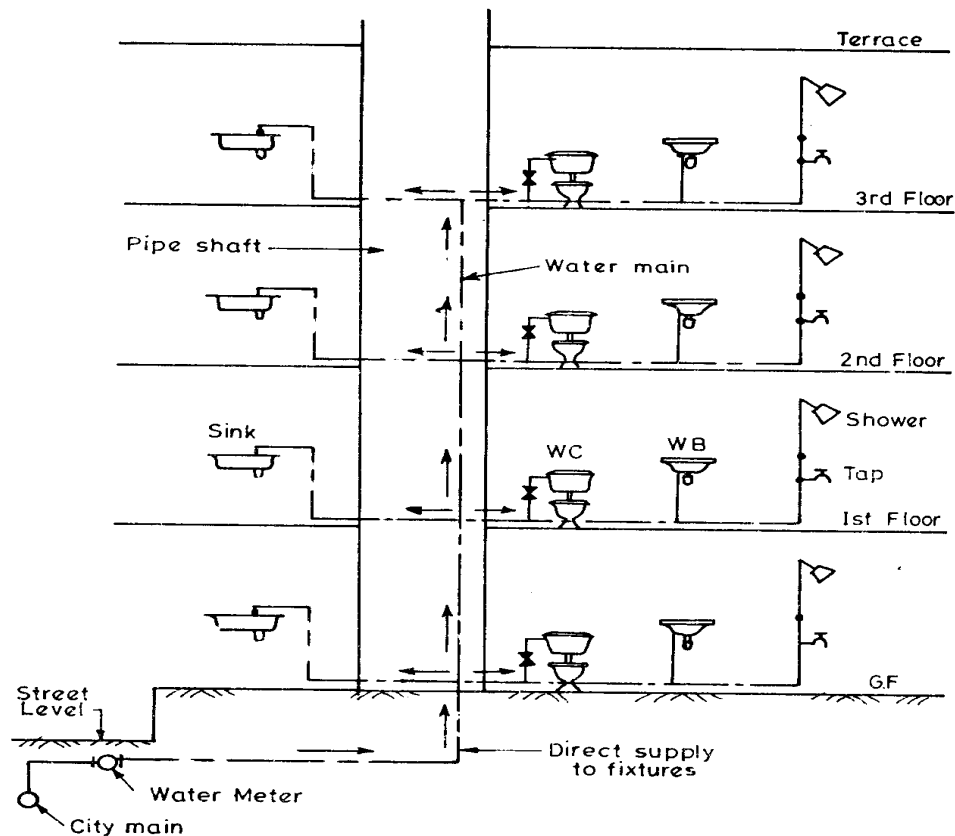 Terrace
3rd Floor
Pipe shaft
Water main
2nd Floor
Sink
WC
WB
Shower
Tap
1st Floor
G.F
Street
Level
Direct supply
to fixtures
Water Meter
City main